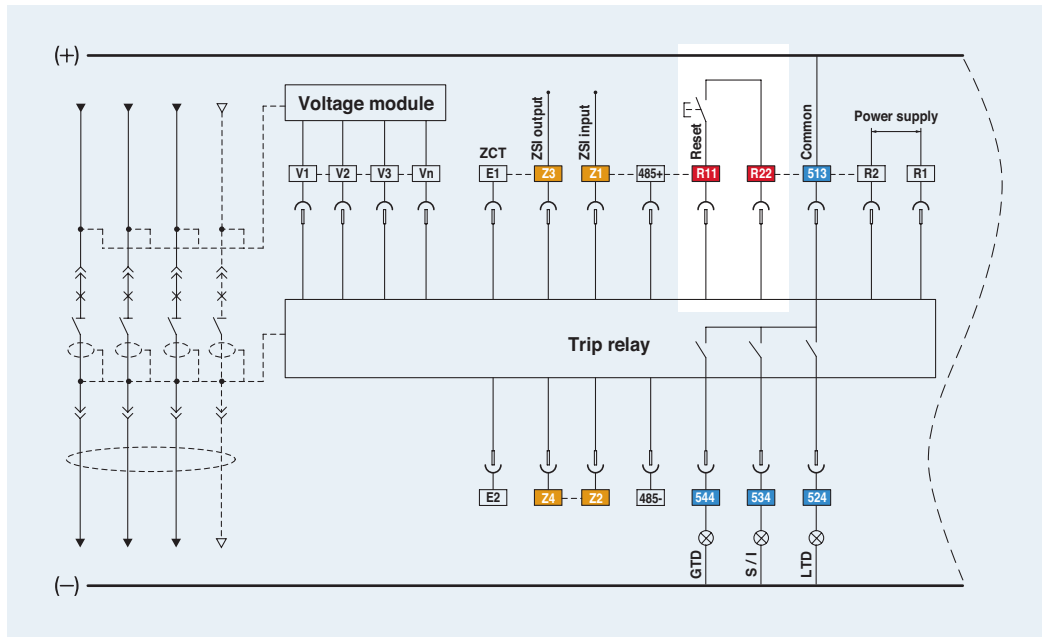 (+)
Voltage module
ZCT
ZSI output
ZSI input
Reset
Common
Power supply
V1 V2 V3 Vn E1 Z3 Z1 485+ R11 R22 513 R2 R1
Trip relay
E2 Z4 Z2 485- 544 534 524
GTD
S / I
LTD
(−)